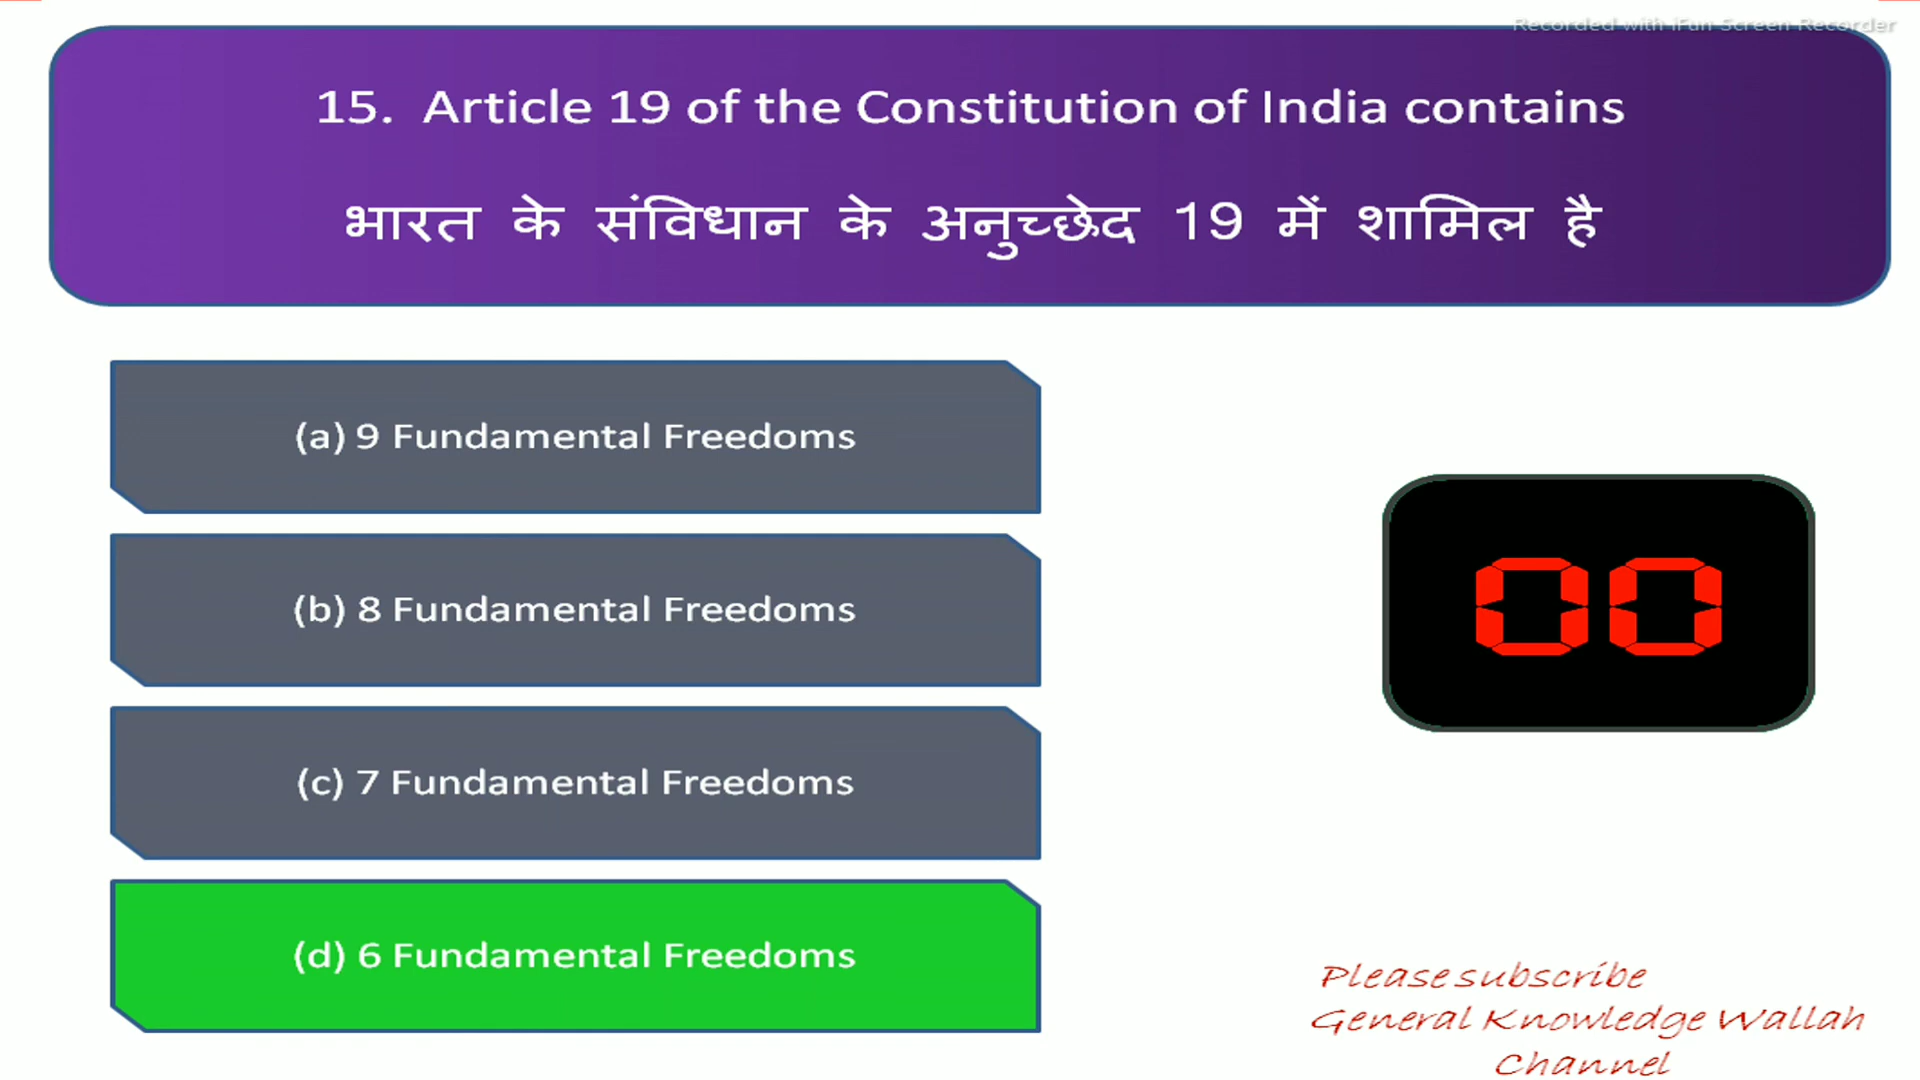 Recorded with iFun Screen Recorder
15. Article 19 of the Constitution of India contains
भारत के संविधान के अनुच्छेद 19 में शामिल है
(a) 9 Fundamental Freedoms
(b) 8 Fundamental Freedoms
(c) 7 Fundamental Freedoms
(d) 6 Fundamental Freedoms
00
Please subscribe
General Knowledge Wallah
Channel